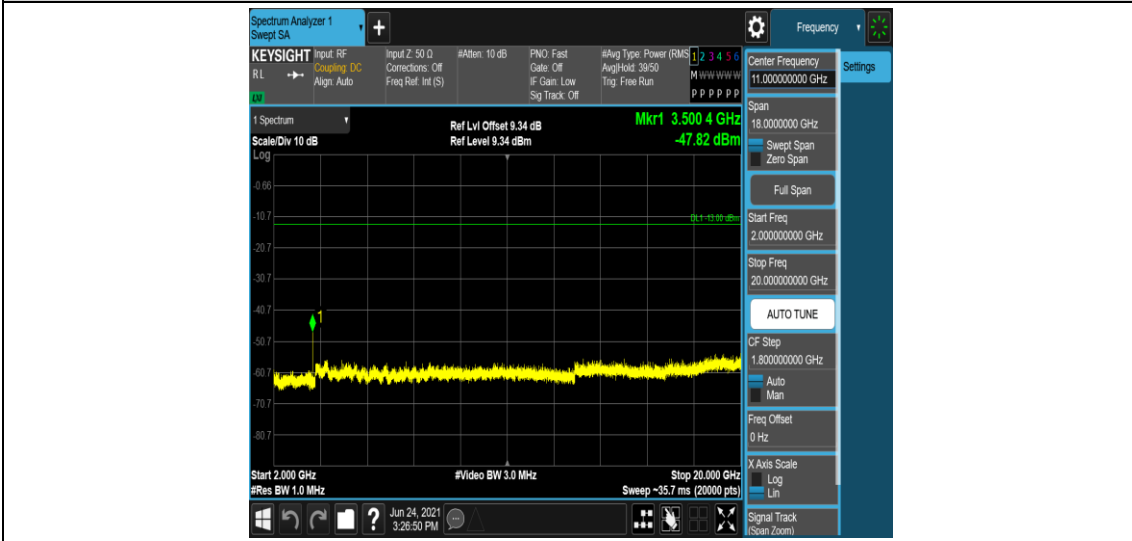 Spectrum Analyzer 1
Swept SA
+
Frequency
KEYSIGHT
RL
LXI
Input: RF
Coupling: DC
Align: Auto
Input Z: 50 Ω
Corrections: Off
Freq Ref: Int (S)
#Atten: 10 dB
PNO: Fast
Gate: Off
IF Gain: Low
Sig Track: Off
#Avg Type: Power (RMS
Avg|Hold: 39/50
Trig: Free Run
1 2 3 4 5 6
M W W W W W
P P P P P P
1 Spectrum
Scale/Div 10 dB
Log
Ref Lvl Offset 9.34 dB
Ref Level 9.34 dBm
Mkr1 3.500 4 GHz
-47.82 dBm
-0.66
-10.7
DL1 -13.00 dBm
-20.7
-30.7
-40.7
1
-50.7
-60.7
-70.7
-80.7
Start 2.000 GHz
#Video BW 3.0 MHz
Stop 20.000 GHz
#Res BW 1.0 MHz
Sweep ~35.7 ms (20000 pts)
?
Jun 24, 2021
3:26:50 PM
Center Frequency
11.000000000 GHz
Settings
Span
18.0000000 GHz
Swept Span
Zero Span
Full Span
Start Freq
2.000000000 GHz
Stop Freq
20.000000000 GHz
AUTO TUNE
CF Step
1.800000000 GHz
Auto
Man
Freq Offset
0 Hz
X Axis Scale
Log
Lin
Signal Track
(Span Zoom)